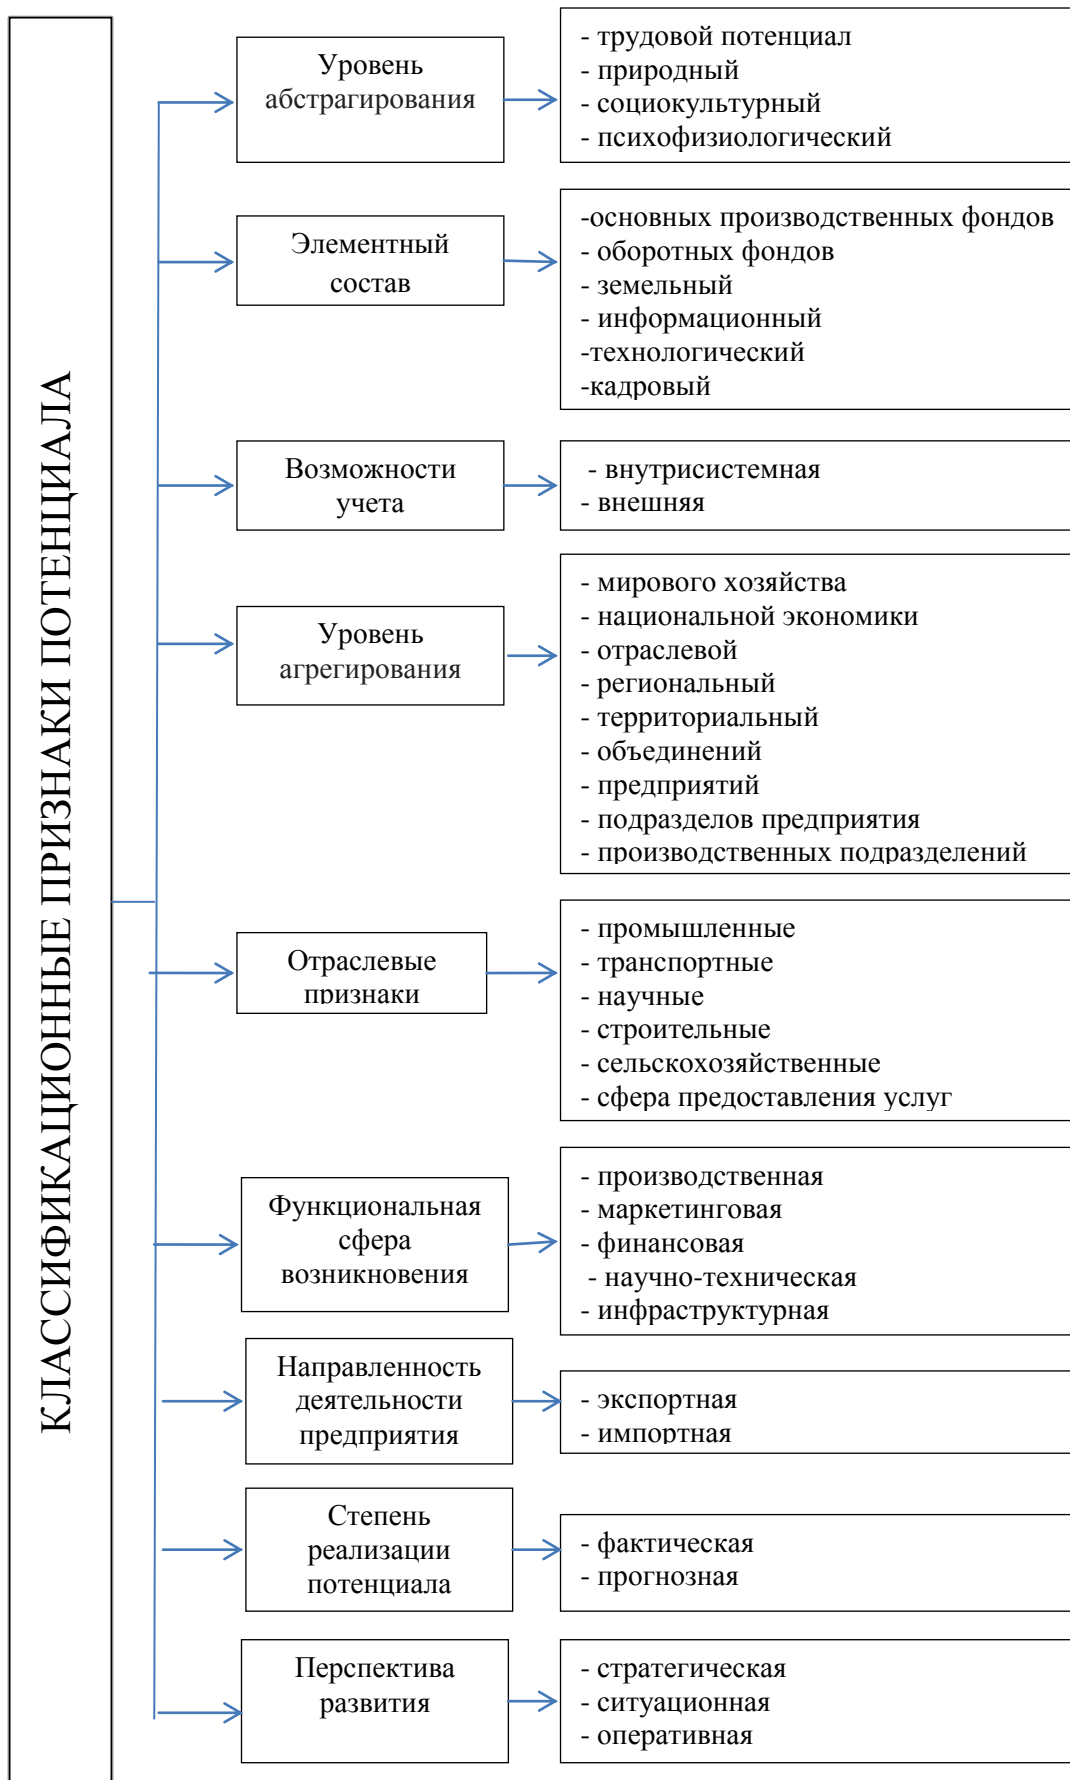 КЛАССИФИКАЦИОННЫЕ ПРИЗНАКИ ПОТЕНЦИАЛА
Уровень
абстрагирования
- трудовой потенциал
- природный
- социокультурный
- психофизиологический
Элементный
состав
-основных производственных фондов
- оборотных фондов
- земельный
- информационный
-технологический
-кадровый
Возможности
учета
- внутрисистемная
- внешняя
Уровень
агрегирования
- мирового хозяйства
- национальной экономики
- отраслевой
- региональный
- территориальный
- объединений
- предприятий
- подразделов предприятия
- производственных подразделений
Отраслевые
признаки
- промышленные
- транспортные
- научные
- строительные
- сельскохозяйственные
- сфера предоставления услуг
Функциональная
сфера
возникновения
- производственная
- маркетинговая
- финансовая
- научно-техническая
- инфраструктурная
Направленность
деятельности
предприятия
- экспортная
- импортная
Степень
реализации
потенциала
- фактическая
- прогнозная
Перспектива
развития
- стратегическая
- ситуационная
- оперативная